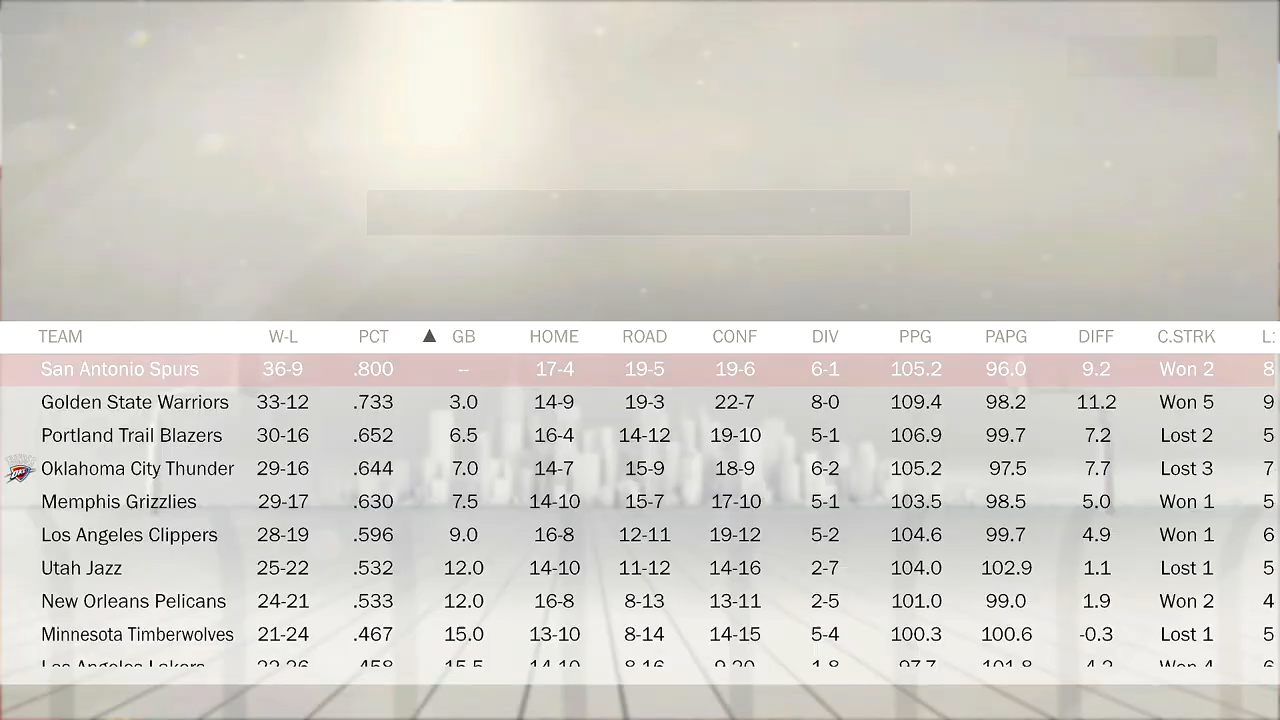 TEAM W-L PCT ▲ GB HOME ROAD CONF DIV PPG PAPG DIFF C.STRK
San Antonio Spurs 36-9 .800 -- 17-4 19-5 19-6 6-1 105.2 96.0 9.2 Won 2 8
Golden State Warriors 33-12 .733 3.0 14-9 19-3 22-7 8-0 109.4 98.2 11.2 Won 5 9
Portland Trail Blazers 30-16 .652 6.5 16-4 14-12 19-10 5-1 106.9 99.7 7.2 Lost 2 5
Oklahoma City Thunder 29-16 .644 7.0 14-7 15-9 18-9 6-2 105.2 97.5 7.7 Lost 3 7
Memphis Grizzlies 29-17 .630 7.5 14-10 15-7 17-10 5-1 103.5 98.5 5.0 Won 1 5
Los Angeles Clippers 28-19 .596 9.0 16-8 12-11 19-12 5-2 104.6 99.7 4.9 Won 1 6
Utah Jazz 25-22 .532 12.0 14-10 11-12 14-16 2-7 104.0 102.9 1.1 Lost 1 5
New Orleans Pelicans 24-21 .533 12.0 16-8 8-13 13-11 2-5 101.0 99.0 1.9 Won 2 4
Minnesota Timberwolves 21-24 .467 15.0 13-10 8-14 14-15 5-4 100.3 100.6 -0.3 Lost 1 5
Los Angeles Lakers